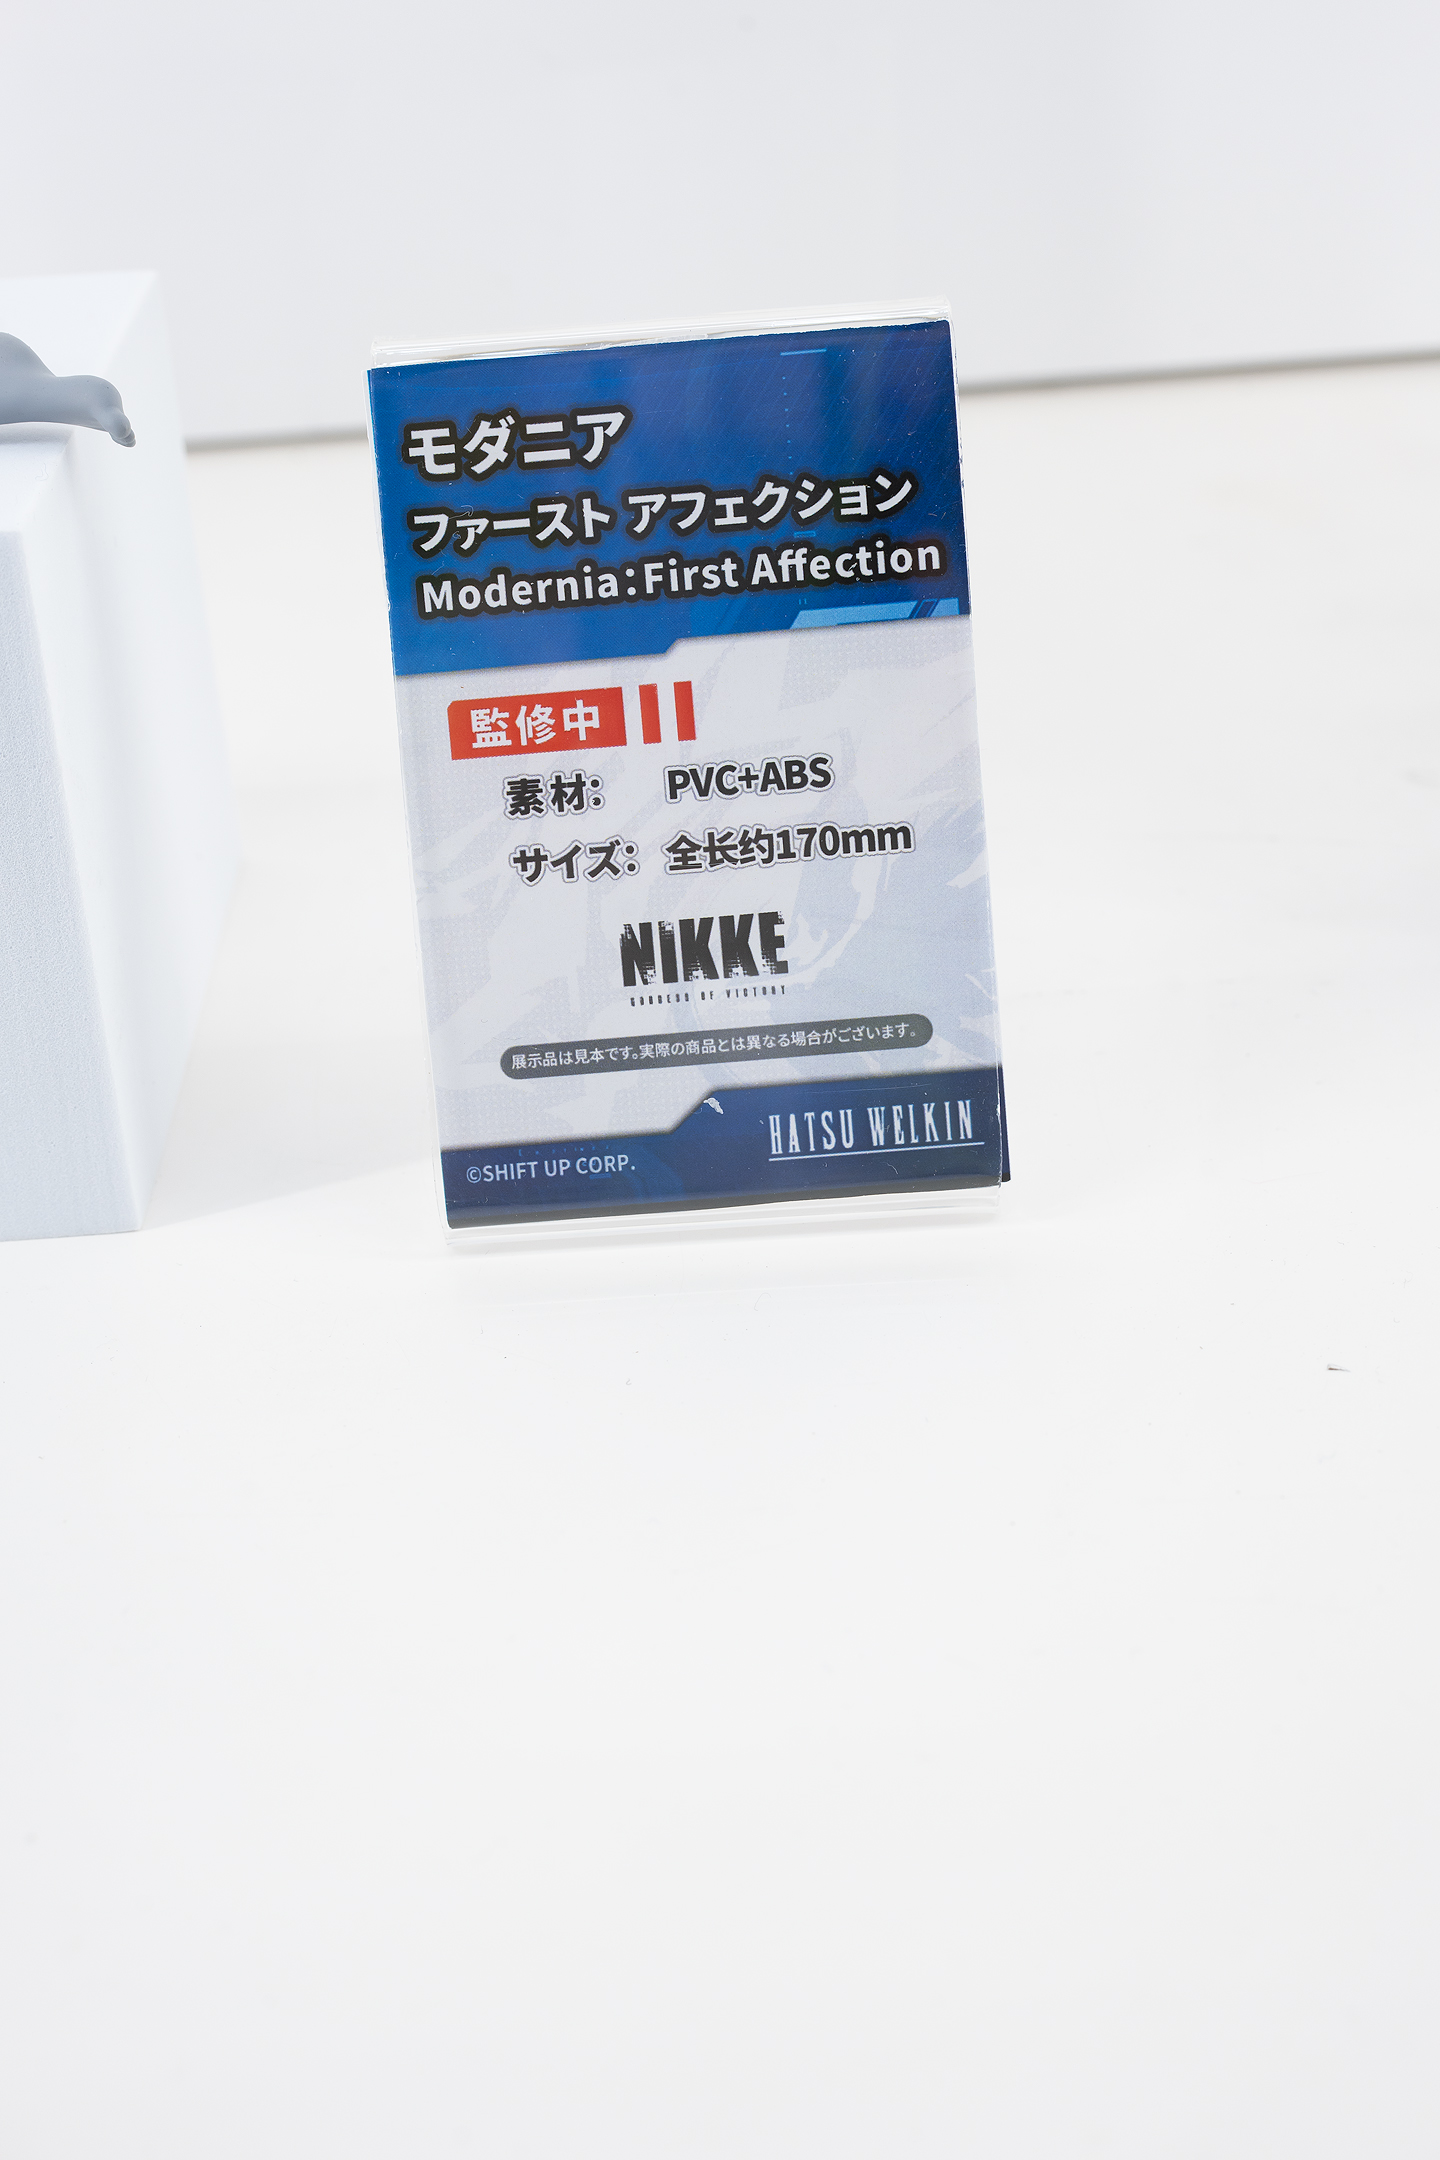 モダニア
ファースト アフェクション
Modernia:First Affection
監修中
素材: PVC+ABS
サイズ: 全长约170mm
NIKKE
GODDESS OF VICTORY
展示品は見本です。実際の商品とは異なる場合がございます。
HATSU WELKIN
©SHIFT UP CORP.